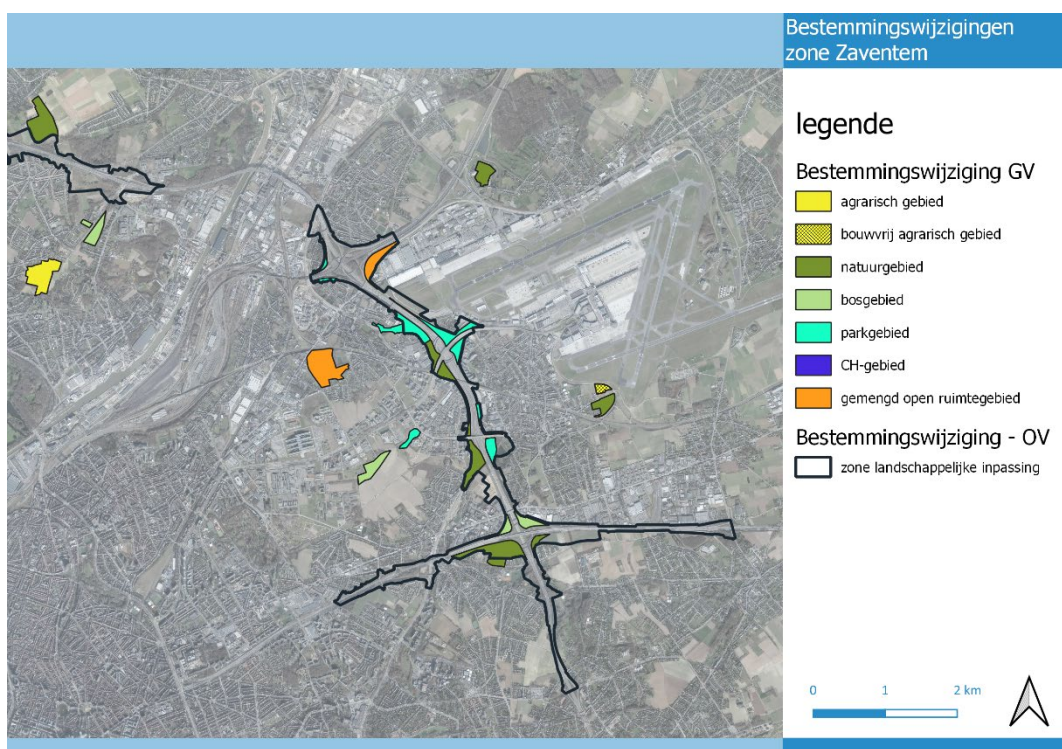 Bestemmingswijzigingen
zone Zaventem
legende
Bestemmingswijziging GV
agrarisch gebied
bouwvrij agrarisch gebied
natuurgebied
bosgebied
parkgebied
CH-gebied
gemengd open ruimtegebied
Bestemmingswijziging - OV
zone landschappelijke inpassing
0 1 2 km